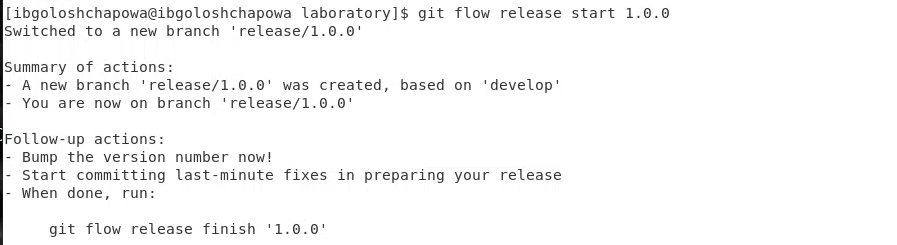 [ibgoloshchapowa@ibgoloshchapowa laboratory]$ git flow release start 1.0.0
Switched to a new branch 'release/1.0.0'
Summary of actions:
- A new branch 'release/1.0.0' was created, based on 'develop'
- You are now on branch 'release/1.0.0'
Follow-up actions:
- Bump the version number now!
- Start committing last-minute fixes in preparing your release
- When done, run:
git flow release finish '1.0.0'